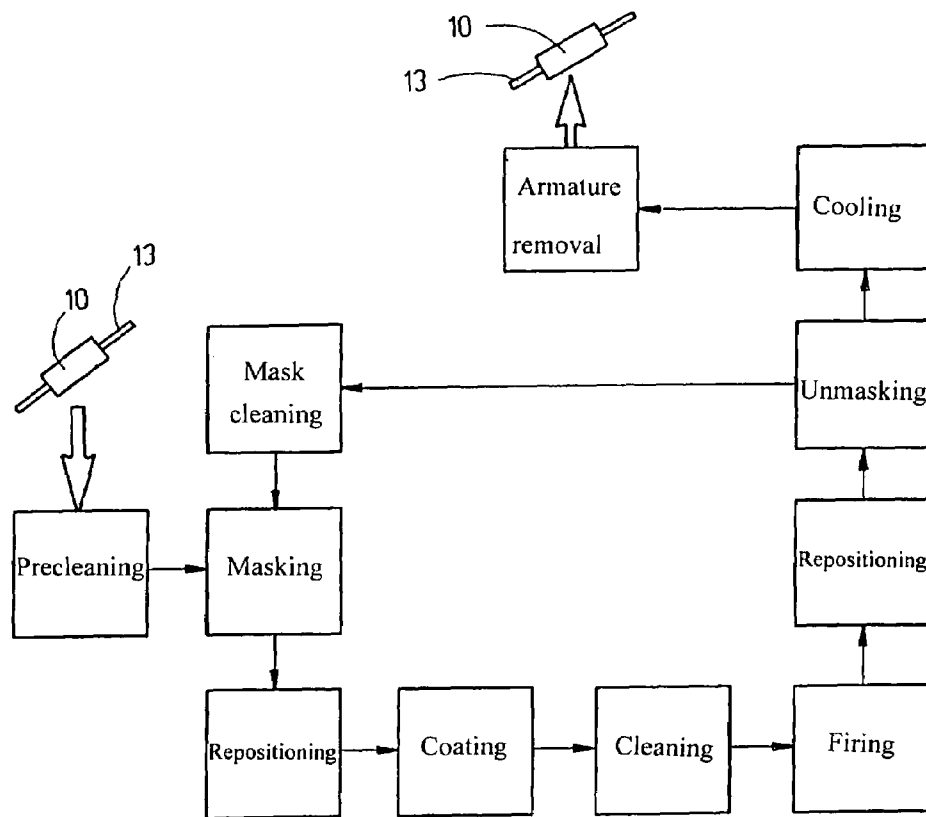 10
13
Armature
removal
Cooling
13
10
Mask
cleaning
Unmasking
Precleaning
Masking
Repositioning
Repositioning
Coating
Cleaning
Firing